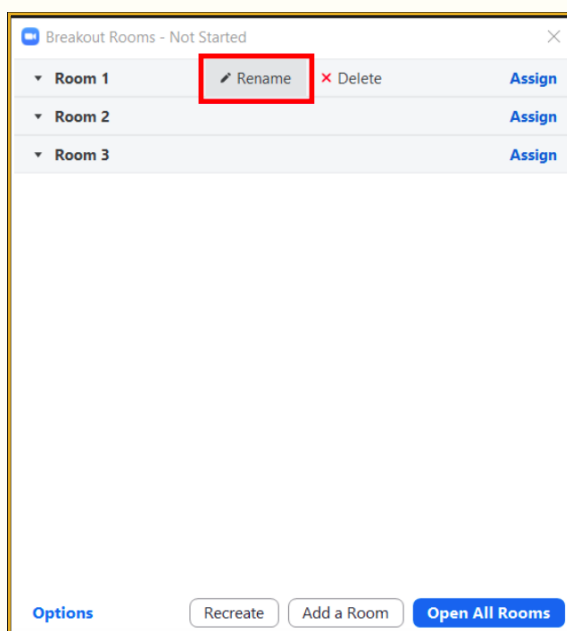 Breakout Rooms - Not Started
Room 1 Rename Delete Assign
Room 2 Assign
Room 3 Assign
Options Recreate Add a Room Open All Rooms